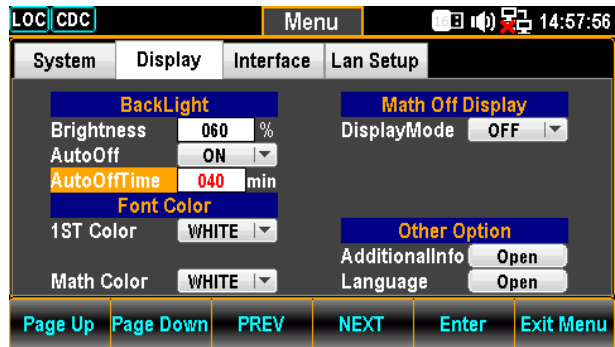 LOC CDC Menu 16 14:57:56
System Display Interface Lan Setup
BackLight
Brightness 060 %
AutoOff ON
AutoOffTime 040 min
Font Color
1ST Color WHITE
Math Color WHITE
Math Off Display
DisplayMode OFF
Other Option
AdditionalInfo Open
Language Open
Page Up Page Down PREV NEXT Enter Exit Menu